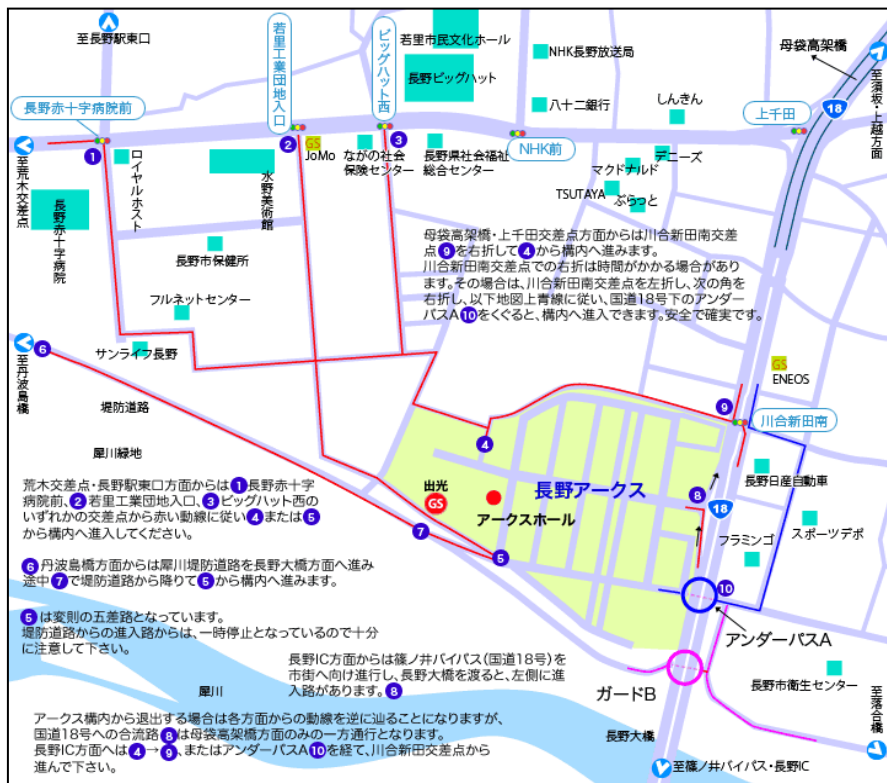 至長野駅東口
若里工業団地入口
ビッグハット西
若里市民文化ホール
長野ビッグハット
NHK長野放送局
母袋高架橋
至須坂・上越方面
八十二銀行
しんきん
上千田
18
長野赤十字病院前
1
2
GS
JoMo
3
ながの社会
保険センター
長野県社会福祉
総合センター
NHK前
デニーズ
マクドナルド
TSUTAYA
ぶらっと
至荒木交差点
長野赤十字病院
ロイヤルホスト
水野美術館
長野市保健所
フルネットセンター
サンライフ長野
母袋高架橋・上千田交差点方面からは川合新田南交差
点9を右折して4から構内へ進みます。
川合新田南交差点での右折は時間がかかる場合があり
ます。その場合は、川合新田南交差点を左折し、次の角を
右折し、以下地図上青線に従い、国道18号下のアンダー
パスA10をくぐると、構内へ進入できます。安全で確実です。
6
至丹波島橋
堤防道路
犀川緑地
GS
ENEOS
9
川合新田南
4
長野日産自動車
出光
GS
長野アークス
アークスホール
8
18
スポーツデポ
フラミンゴ
7
5
10
荒木交差点・長野駅東口方面からは1長野赤十字
病院前、2若里工業団地入口、3ビッグハット西の
いずれかの交差点から赤い動線に従い4または5
から構内へ進入してください。
6丹波島橋方面からは犀川堤防道路を長野大橋方面へ進み
途中7で堤防道路から降りて5から構内へ進みます。
5は変則の五差路となっています。
堤防道路からの進入路からは、一時停止となっているので十分
に注意して下さい。
アンダーパスA
ガードB
長野市衛生センター
至落合橋
長野IC方面からは篠ノ井バイパス(国道18号)を
市街へ向け進行し、長野大橋を渡ると、左側に進
入路があります。8
犀川
アークス構内から退出する場合は各方面からの動線を逆に辿ることになりますが、
国道18号への合流路8は母袋高架橋方面のみの一方通行となります。
長野IC方面へは4→9、またはアンダーパスA10を経て、川合新田交差点から
進んで下さい。
長野大橋
至篠ノ井バイパス・長野IC